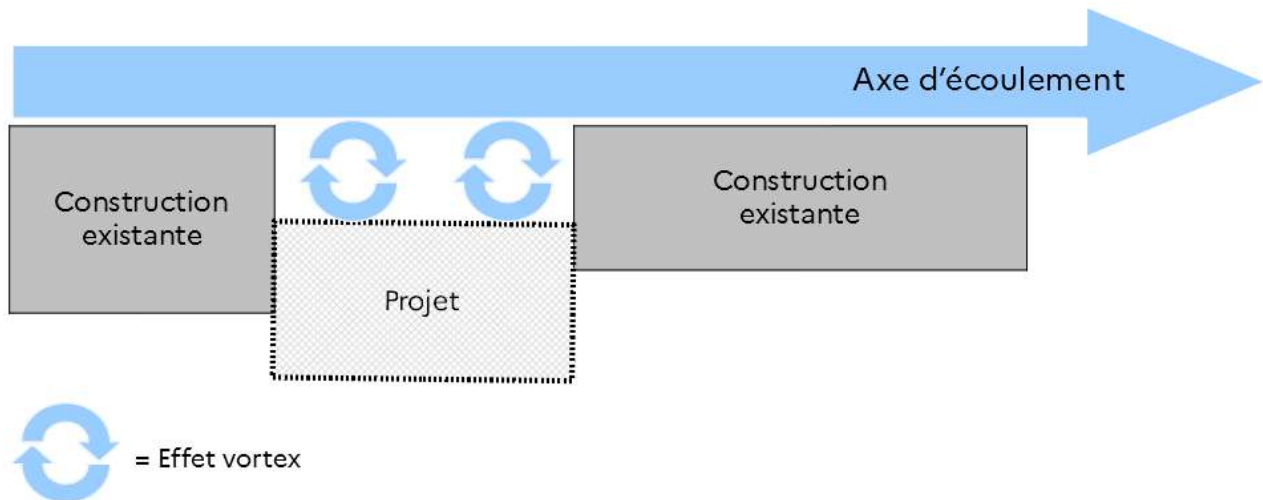 Axe d'écoulement
Construction
existante
Construction
existante
Projet
= Effet vortex